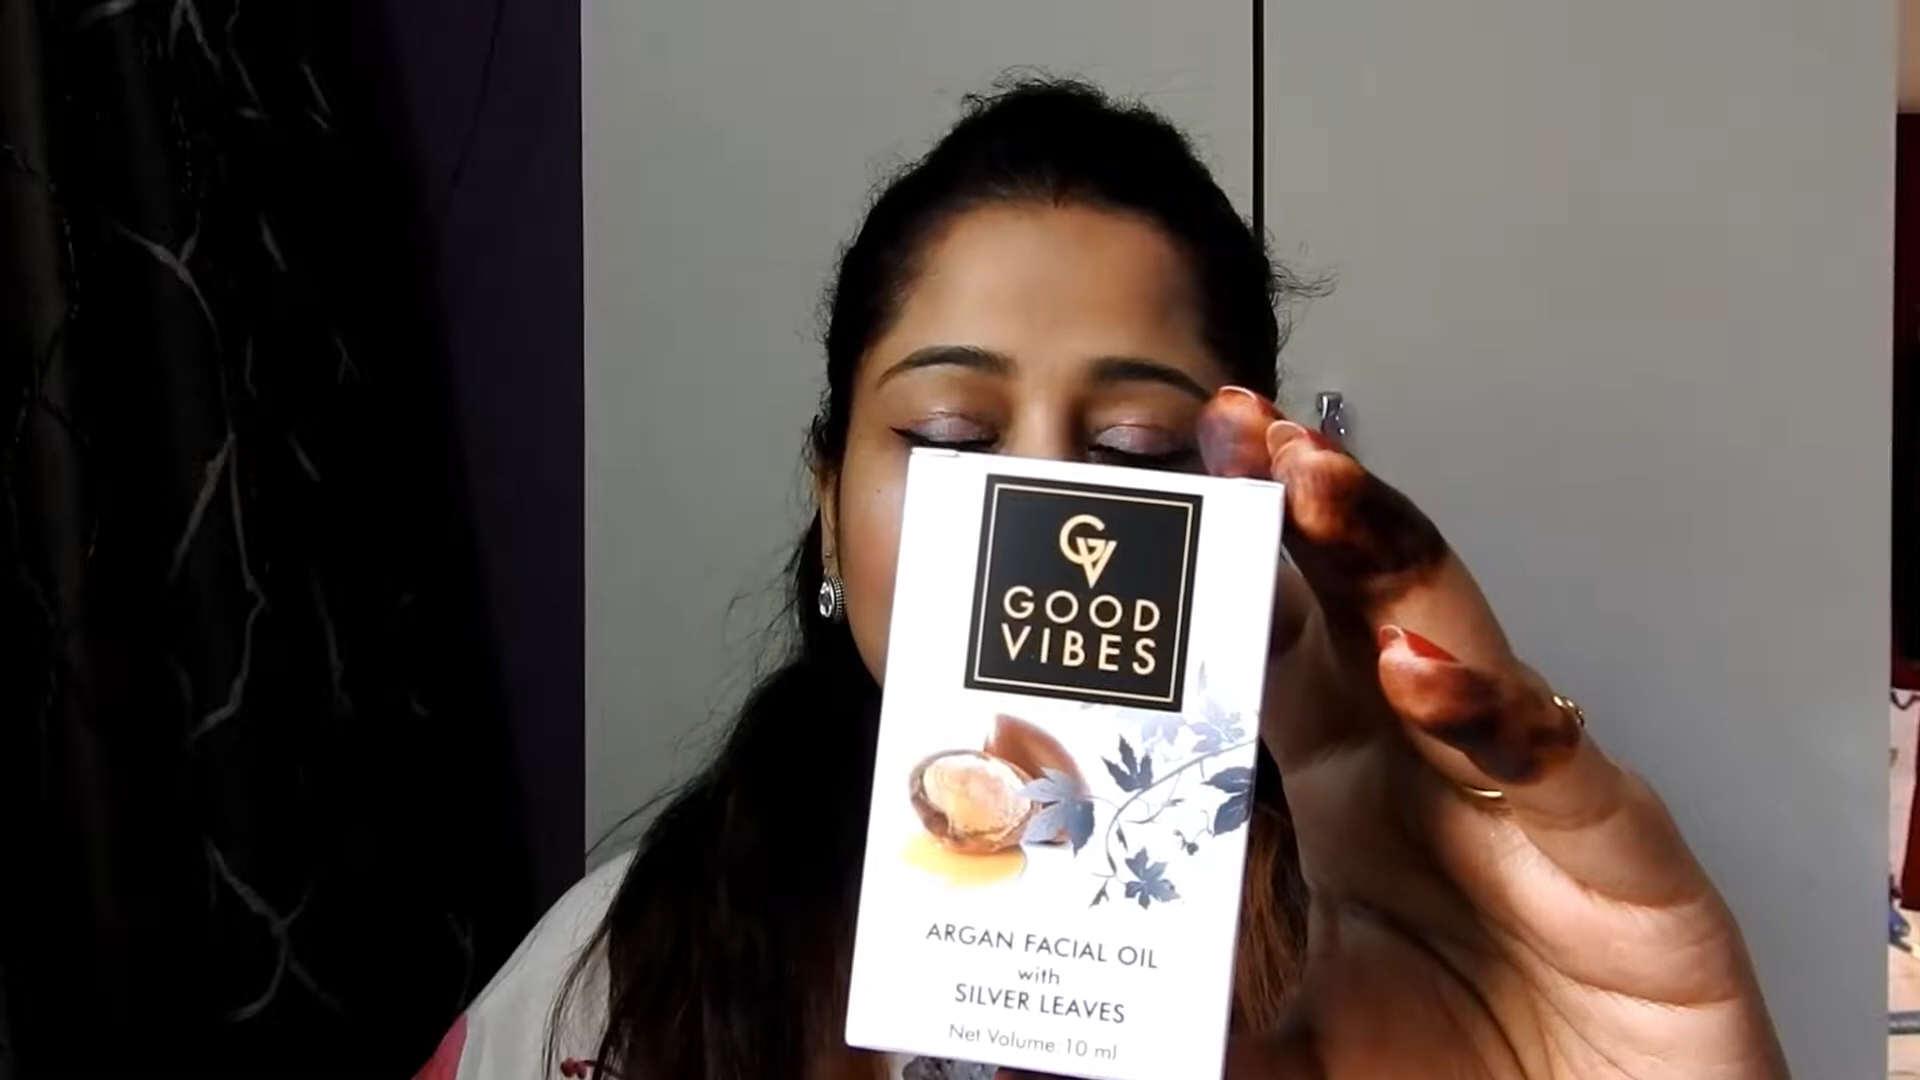 GV
GOOD
VIBES
ARGAN FACIAL OIL
with
SILVER LEAVES
Net Volume:10 ml